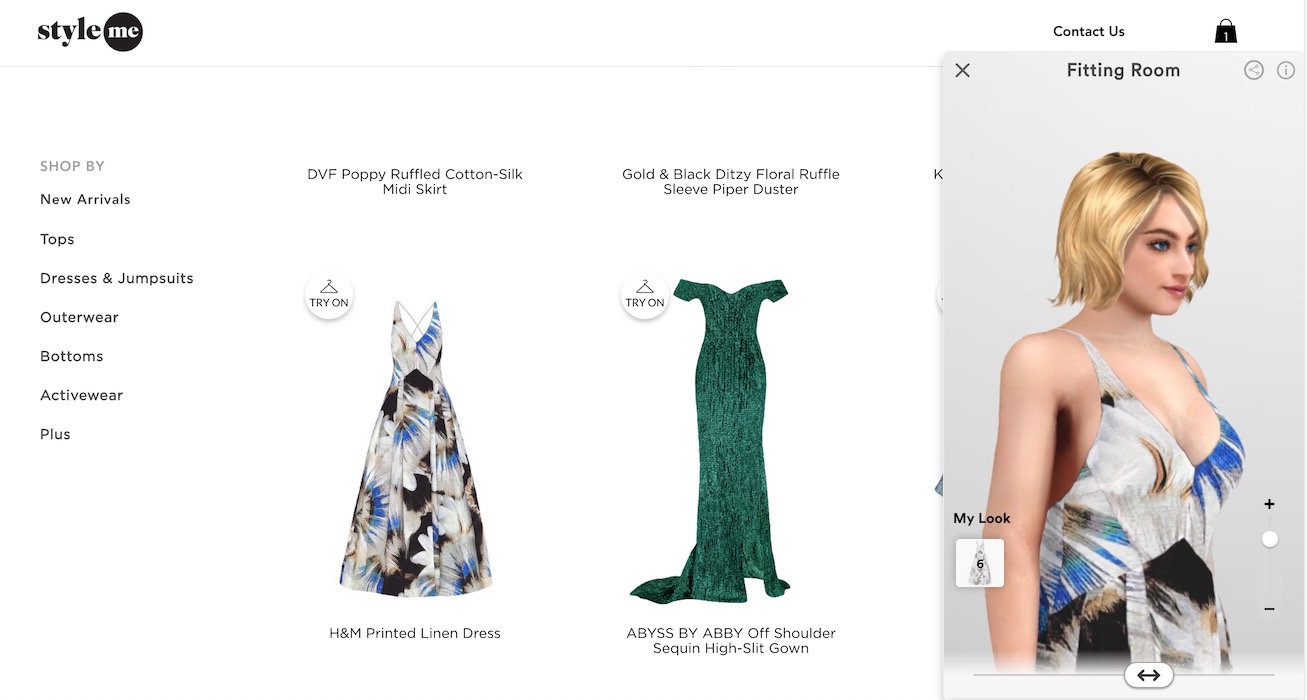 style me
Contact Us
1
Fitting Room
SHOP BY
New Arrivals
Tops
Dresses & Jumpsuits
Outerwear
Bottoms
Activewear
Plus
DVF Poppy Ruffled Cotton-Silk
Midi Skirt
Gold & Black Ditzy Floral Ruffle
Sleeve Piper Duster
K
TRY ON
TRY ON
H&M Printed Linen Dress
ABYSS BY ABBY Off Shoulder
Sequin High-Slit Gown
My Look
6
+
−